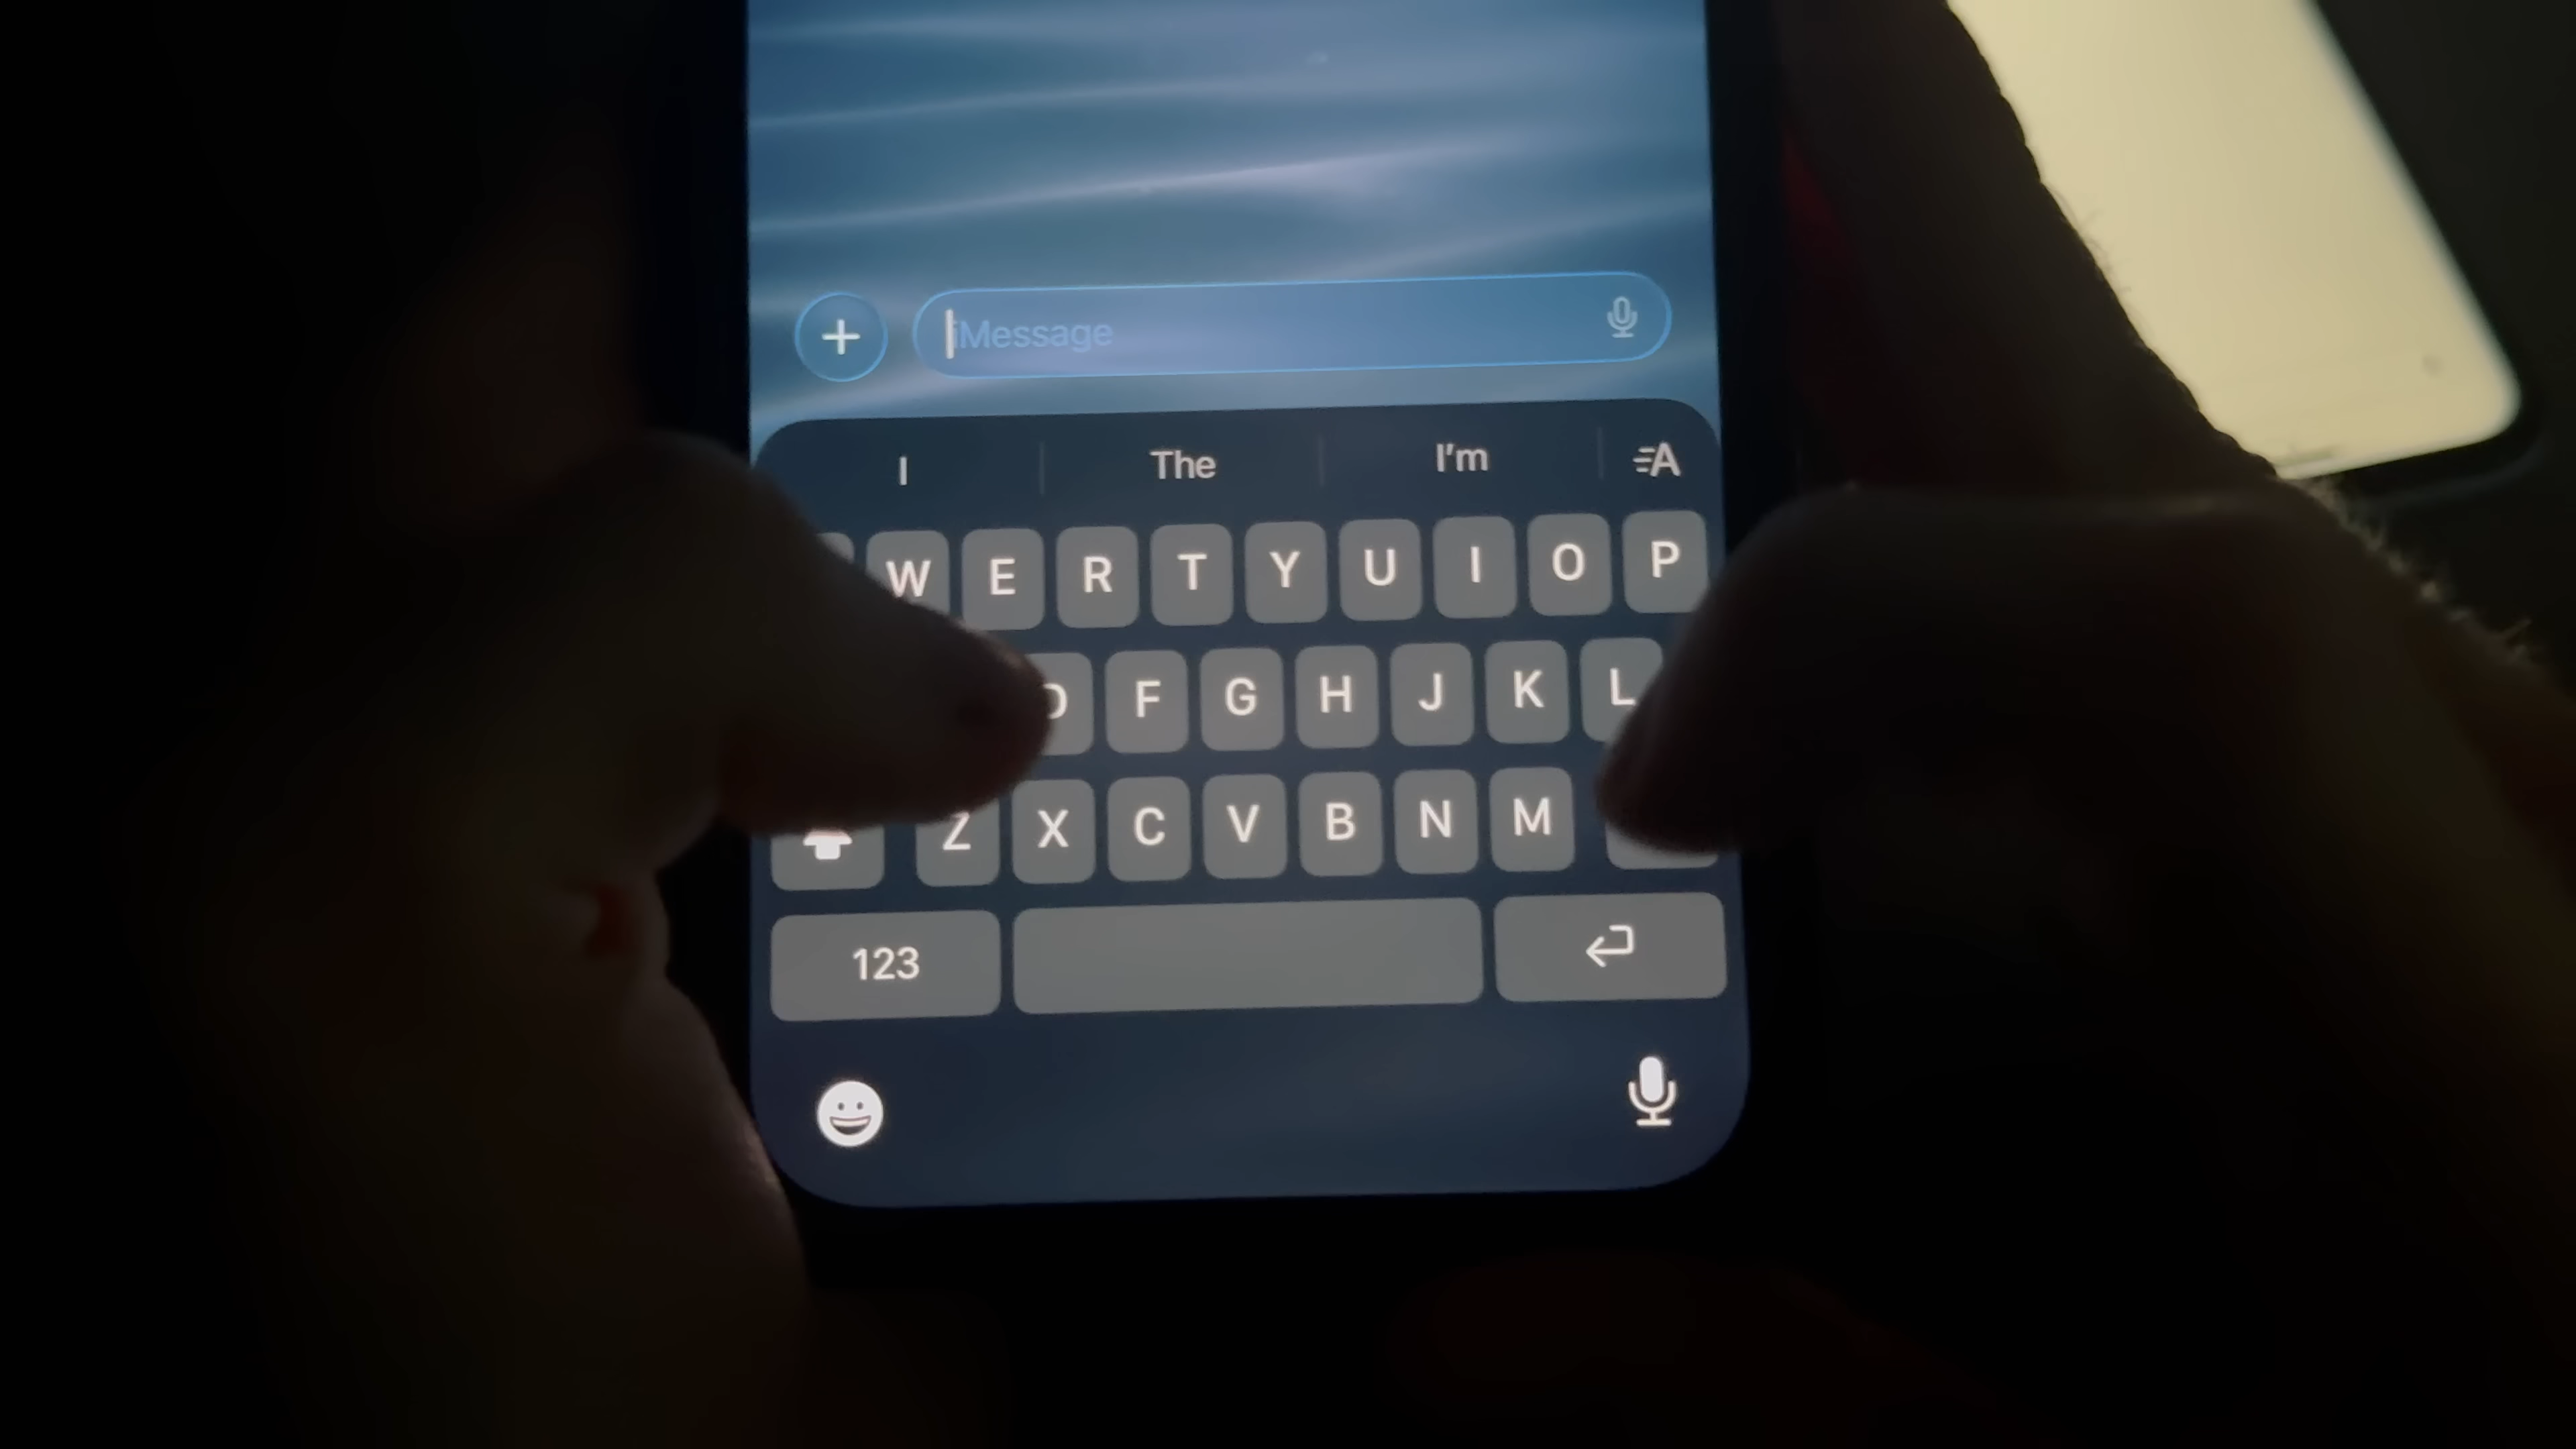 iMessage
I The I'm A
W E R T Y U I O P
D F G H J K L
Z X C V B N M
123